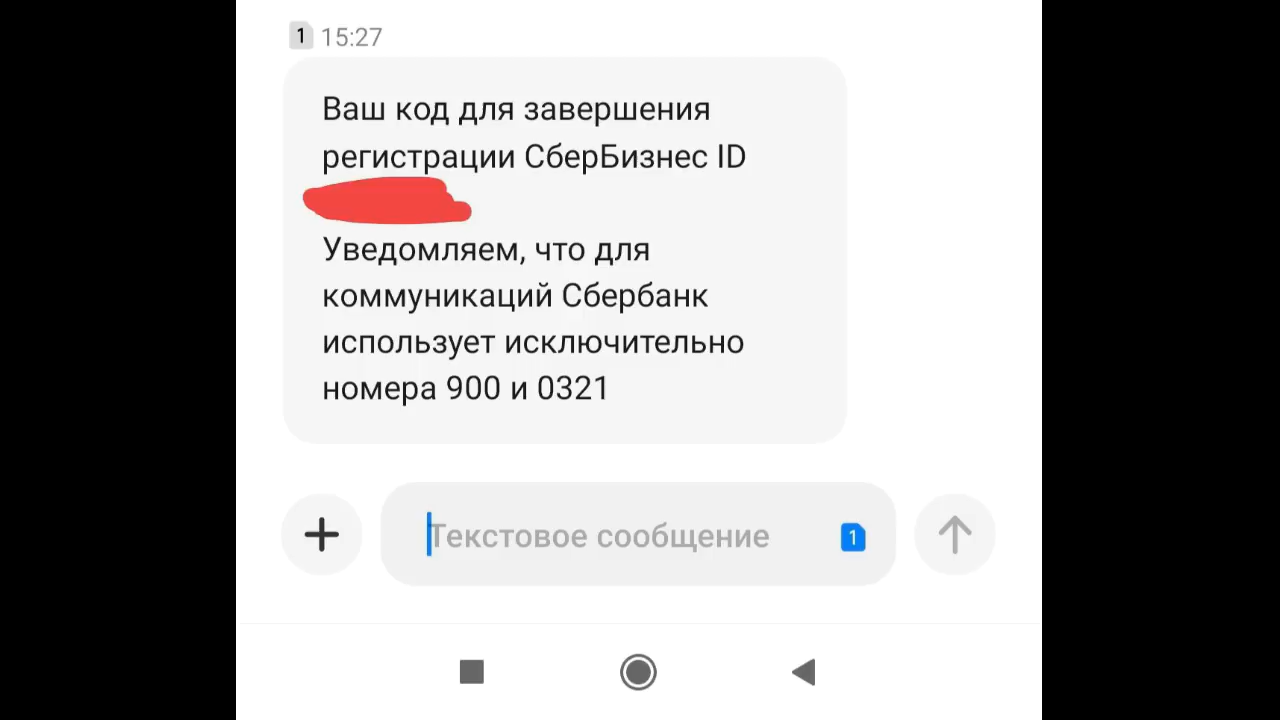 1 15:27
Ваш код для завершения
регистрации СберБизнес ID
Уведомляем, что для
коммуникаций Сбербанк
использует исключительно
номера 900 и 0321
Текстовое сообщение 1